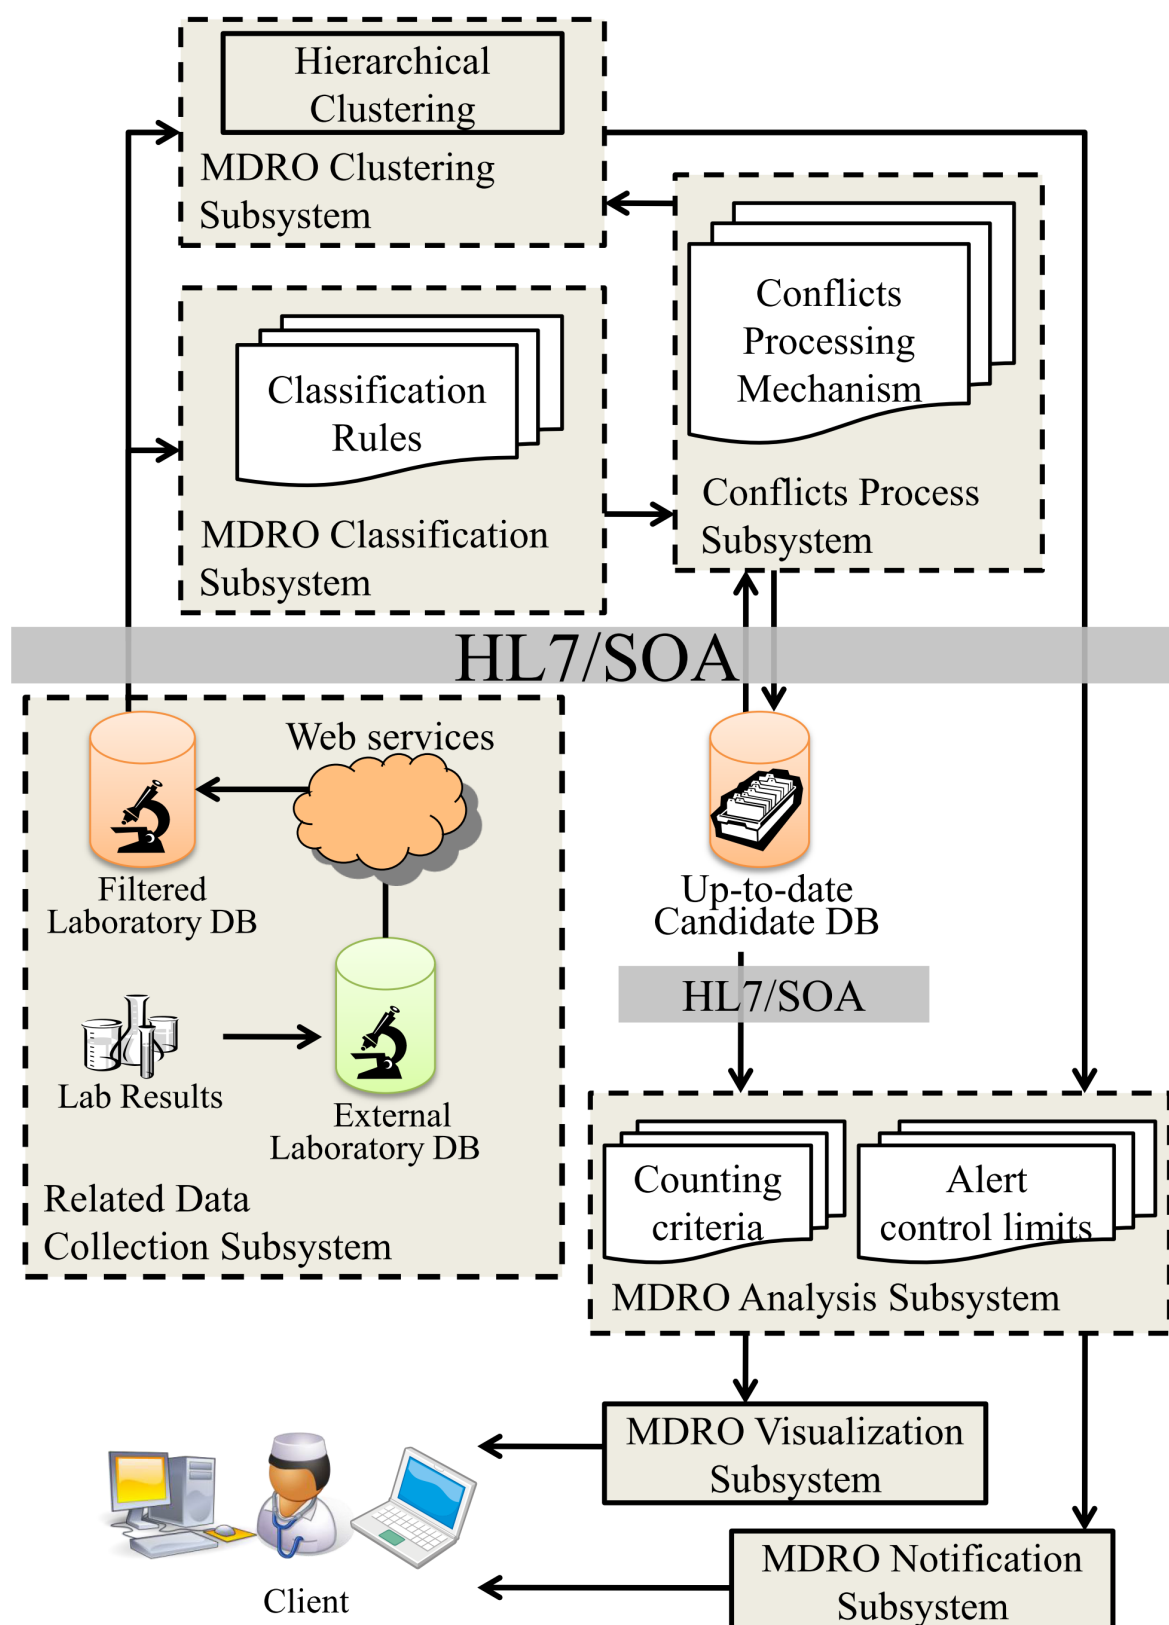 Hierarchical
Clustering
MDRO Clustering
Subsystem
Conflicts
Processing
Mechanism
Conflicts Process
Subsystem
Classification
Rules
MDRO Classification
Subsystem
HL7/SOA
Web services
Filtered
Laboratory DB
Lab Results
External
Laboratory DB
Related Data
Collection Subsystem
Up-to-date
Candidate DB
HL7/SOA
Counting
criteria
Alert
control limits
MDRO Analysis Subsystem
MDRO Visualization
Subsystem
MDRO Notification
Subsystem
Client